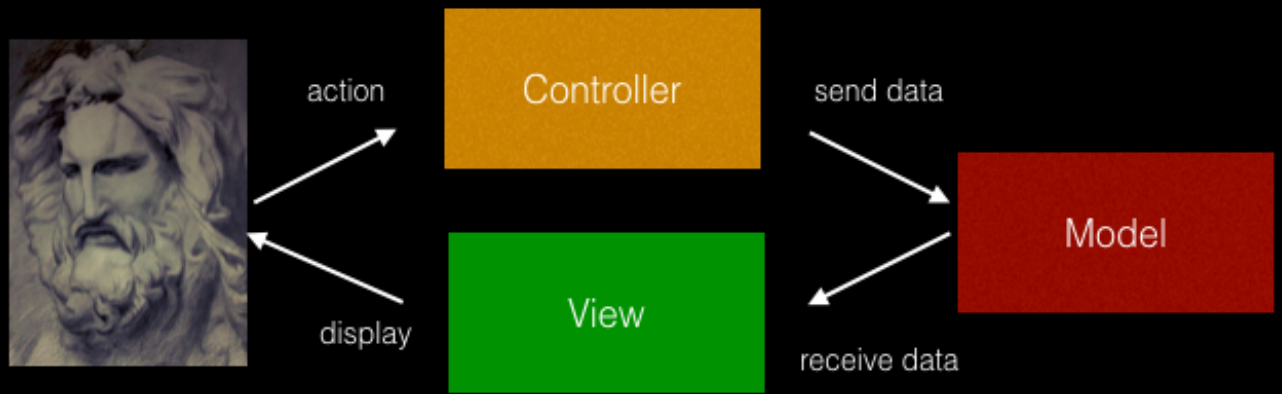 action
Controller
send data
Model
View
display
receive data